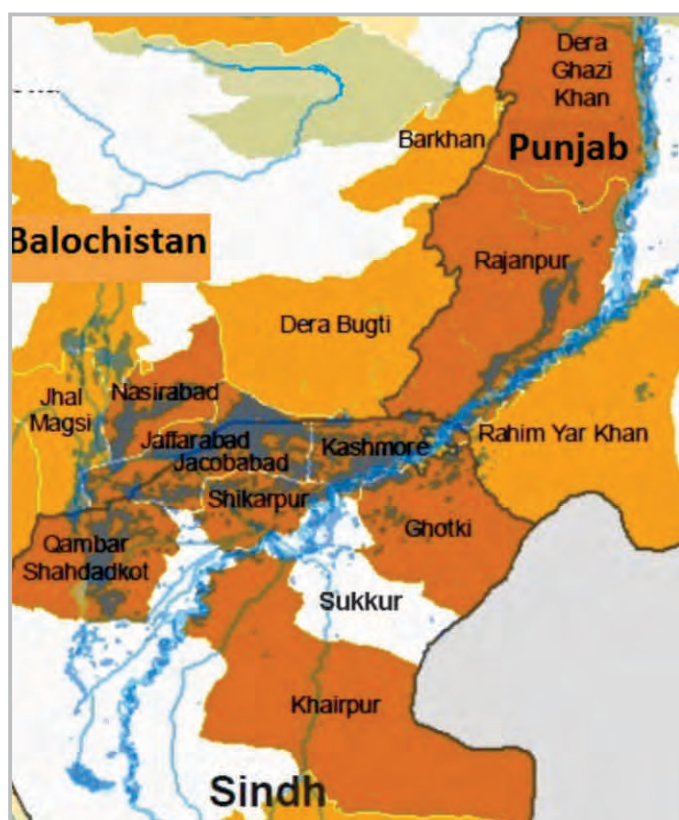 Dera
Ghazi
Khan
Barkhan
Punjab
Balochistan
Rajanpur
Dera Bugti
Nasirabad
Jhal
Magsi
Jaffarabad
Jacobabad
Kashmore
Rahim Yar Khan
Shikarpur
Ghotki
Qambar
Shahdadkot
Sukkur
Khairpur
Sindh